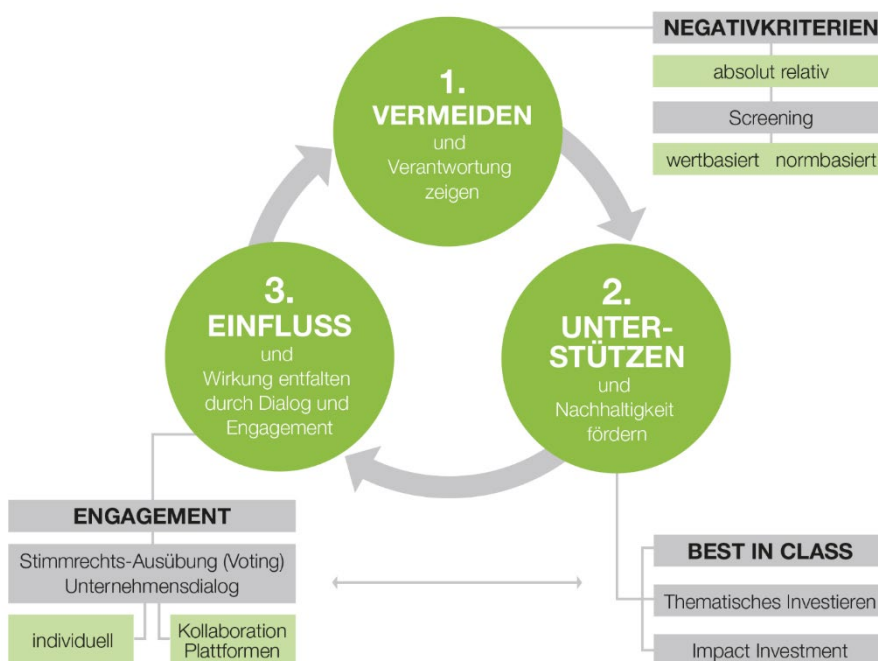 1.
VERMEIDEN
und
Verantwortung
zeigen
NEGATIVKRITERIEN
absolut relativ
Screening
wertbasiert normbasiert
2.
UNTER-
STÜTZEN
und
Nachhaltigkeit
fördern
BEST IN CLASS
Thematisches Investieren
Impact Investment
3.
EINFLUSS
und
Wirkung entfalten
durch Dialog und
Engagement
ENGAGEMENT
Stimmrechts-Ausübung (Voting)
Unternehmensdialog
individuell
Kollaboration
Plattformen